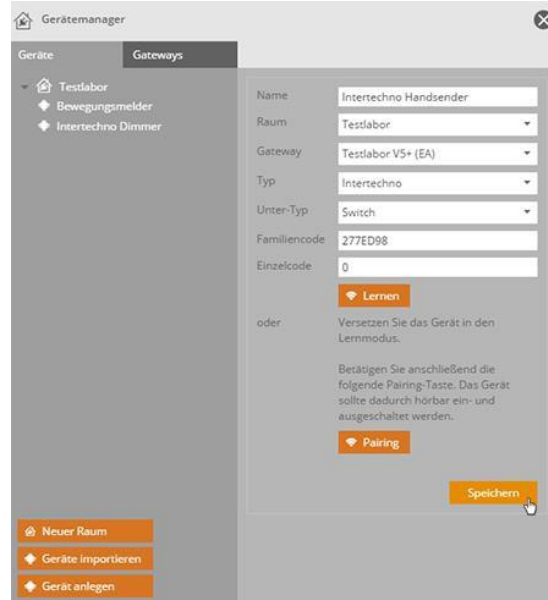 Gerätemanager
Geräte
Gateways
Testlabor
Bewegungsmelder
Intertechno Dimmer
Neuer Raum
Geräte importieren
Gerät anlegen
Name Intertechno Handsender
Raum Testlabor
Gateway Testlabor V5+ (EA)
Typ Intertechno
Unter-Typ Switch
Familiencode 277ED98
Einzelcode 0
Lernen
oder Versetzen Sie das Gerät in den
Lernmodus.
Betätigen Sie anschließend die
folgende Pairing-Taste. Das Gerät
sollte dadurch hörbar ein- und
ausgeschaltet werden.
Pairing
Speichern